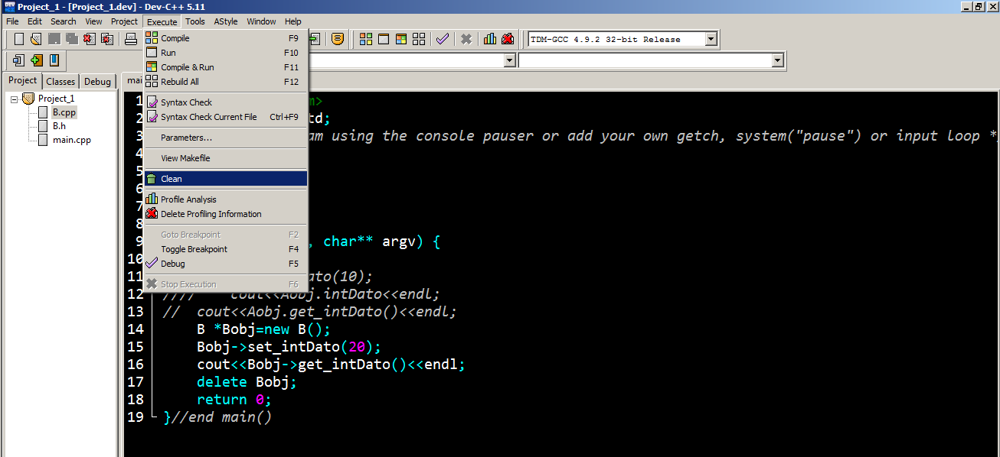 Project_1 - [Project_1.dev] - Dev-C++ 5.11
File Edit Search View Project Execute Tools AStyle Window Help
TDM-GCC 4.9.2 32-bit Release
Project Classes Debug
Project_1
B.cpp
B.h
main.cpp
Compile F9
Run F10
Compile & Run F11
Rebuild All F12
Syntax Check
Syntax Check Current File Ctrl+F9
Parameters...
View Makefile
Clean
Profile Analysis
Delete Profiling Information
Goto Breakpoint F2
Toggle Breakpoint F4
Debug F5
Stop Execution F6
mai
1 m>
2 td;
3 am using the console pauser or add your own getch, system("pause") or input loop *
4
5
6
7
8
9 , char** argv) {
10
11 ato(10);
12 //// cout<<Aobj.intDato<<endl;
13 // cout<<Aobj.get_intDato()<<endl;
14 B *Bobj=new B();
15 Bobj->set_intDato(20);
16 cout<<Bobj->get_intDato()<<endl;
17 delete Bobj;
18 return 0;
19 }//end main()